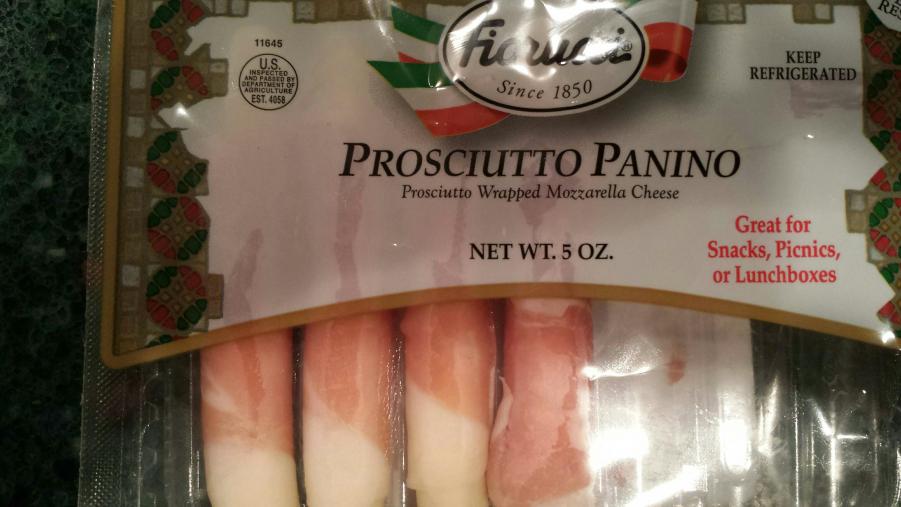 11645
U.S.
INSPECTED
AND PASSED BY
DEPARTMENT OF
AGRICULTURE
EST. 4058
Fiorucci®
Since 1850
KEEP
REFRIGERATED
PROSCIUTTO PANINO
Prosciutto Wrapped Mozzarella Cheese
NET WT. 5 OZ.
Great for
Snacks, Picnics,
or Lunchboxes